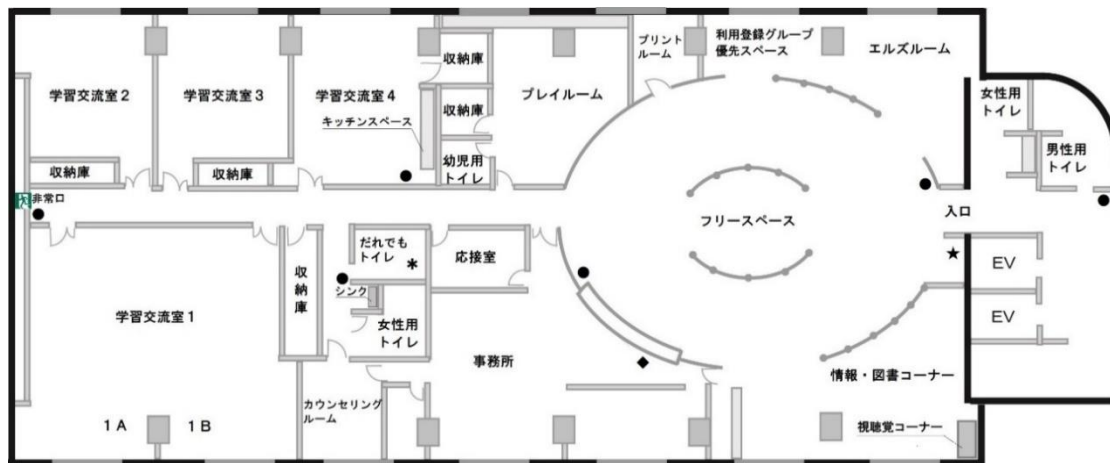 学習交流室2
学習交流室3
学習交流室4
キッチンスペース
収納庫
収納庫
収納庫
収納庫
幼児用
トイレ
プレイルーム
プリント
ルーム
利用登録グループ
優先スペース
エルズルーム
女性用
トイレ
男性用
トイレ
非常口
フリースペース
入口
★
EV
EV
だれでも
トイレ
*
シンク
女性用
トイレ
応接室
収
納
庫
学習交流室1
1A
1B
カウンセリング
ルーム
事務所
◆
情報・図書コーナー
視聴覚コーナー